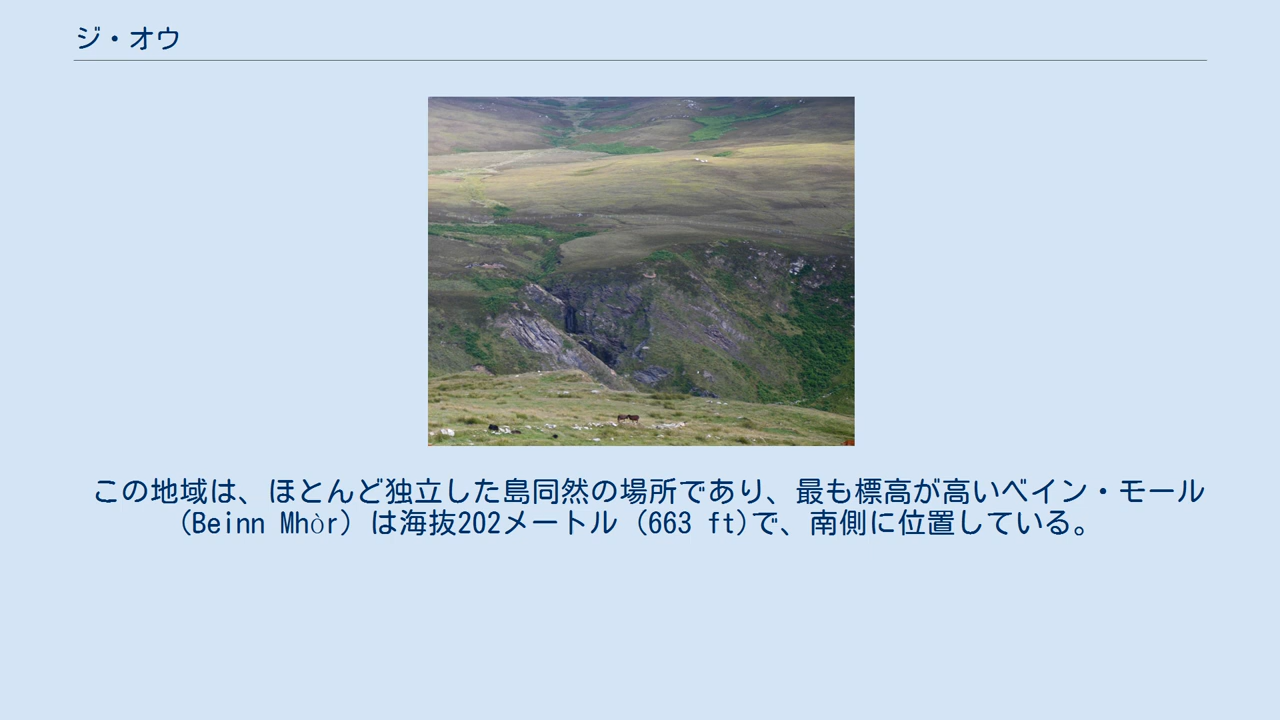 ジ・オウ
この地域は、ほとんど独立した島同然の場所であり、最も標高が高いベイン・モール
(Beinn Mhòr) は海抜202メートル (663 ft)で、南側に位置している。